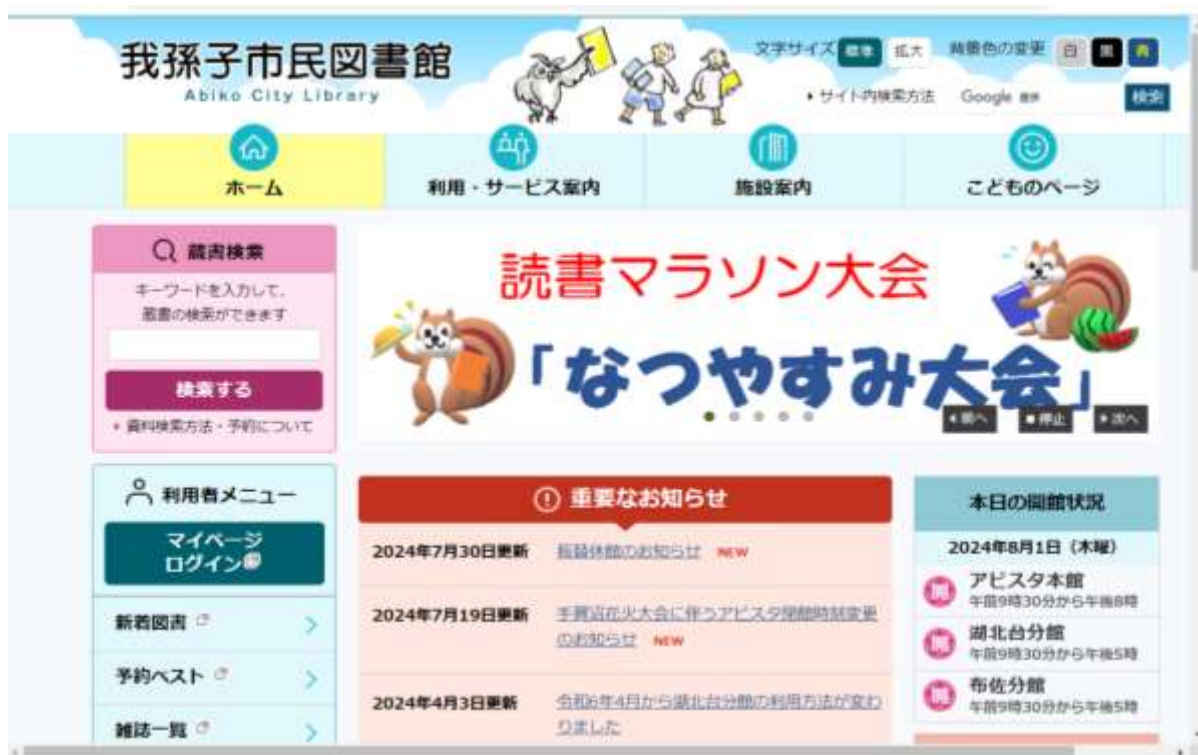 我孫子市民図書館
Abiko City Library
文字サイズ 標準 拡大 背景色の変更 白 黒 青
サイト内検索方法 Google 提供 検索
ホーム
利用・サービス案内
施設案内
こどものページ
蔵書検索
キーワードを入力して、
蔵書の検索ができます
検索する
資料検索方法・予約について
読書マラソン大会
「なつやすみ大会」
前へ 停止 次へ
利用者メニュー
マイページ
ログイン
新着図書
予約ベスト
雑誌一覧
重要なお知らせ
2024年7月30日更新 振替休館のお知らせ NEW
2024年7月19日更新 手賀沼花火大会に伴うアビスタ閉館時刻変更
のお知らせ NEW
2024年4月3日更新 令和6年4月から湖北台分館の利用方法が変わ
りました
本日の開館状況
2024年8月1日（木曜）
開 アビスタ本館
午前9時30分から午後8時
開 湖北台分館
午前9時30分から午後5時
開 布佐分館
午前9時30分から午後5時